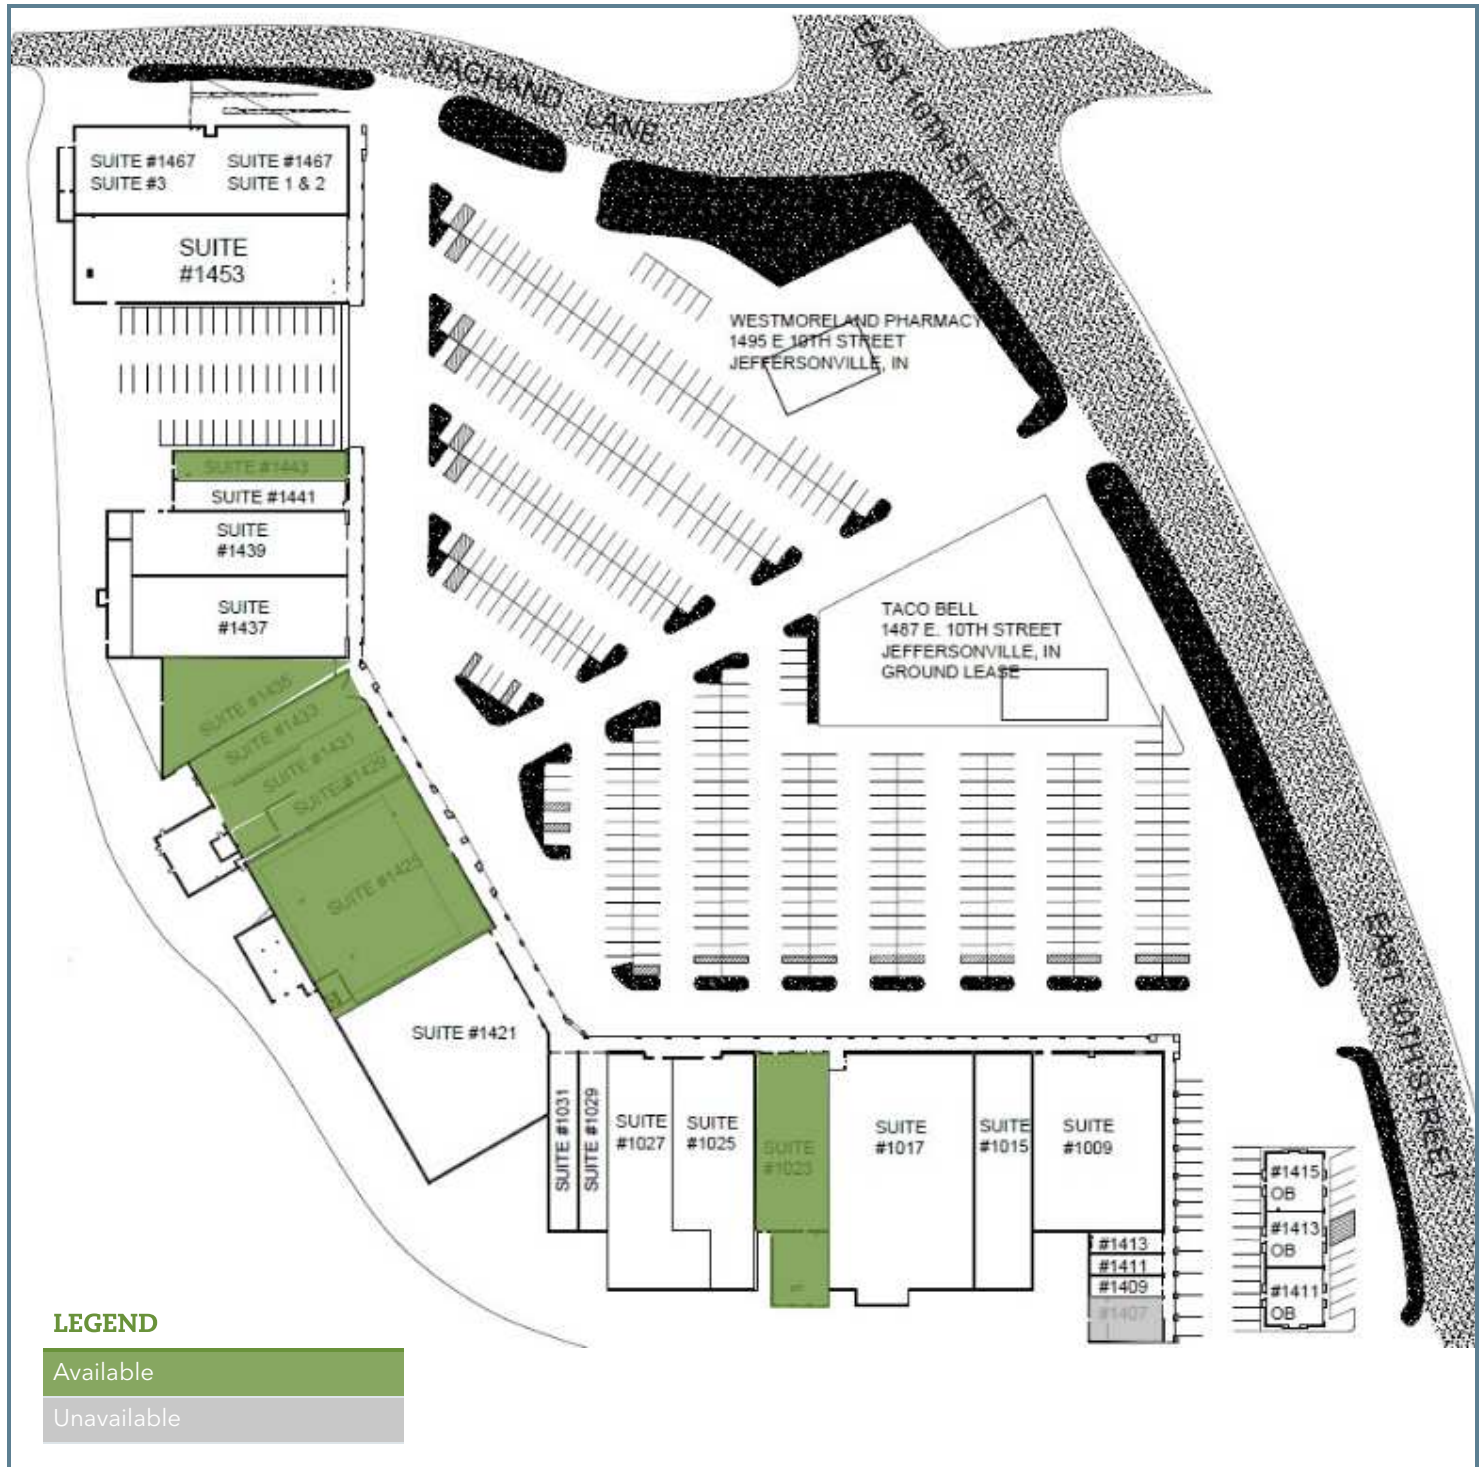 NACHAND LANE
EAST 10TH STREET
SUITE #1467
SUITE #3
SUITE #1467
SUITE 1 & 2
SUITE
#1453
WESTMORELAND PHARMACY
1495 E 10TH STREET
JEFFERSONVILLE, IN
SUITE #1443
SUITE #1441
SUITE
#1439
SUITE
#1437
TACO BELL
1487 E. 10TH STREET
JEFFERSONVILLE, IN
GROUND LEASE
SUITE #1435
SUITE #1433
SUITE #1431
SUITE #1429
SUITE #1425
SUITE #1421
EAST 10TH STREET
SUITE #1031
SUITE #1029
SUITE
#1027
SUITE
#1025
SUITE
#1023
SUITE
#1017
SUITE
#1015
SUITE
#1009
#1413
#1411
#1409
#1407
#1415
OB
#1413
OB
#1411
OB
LEGEND
Available
Unavailable